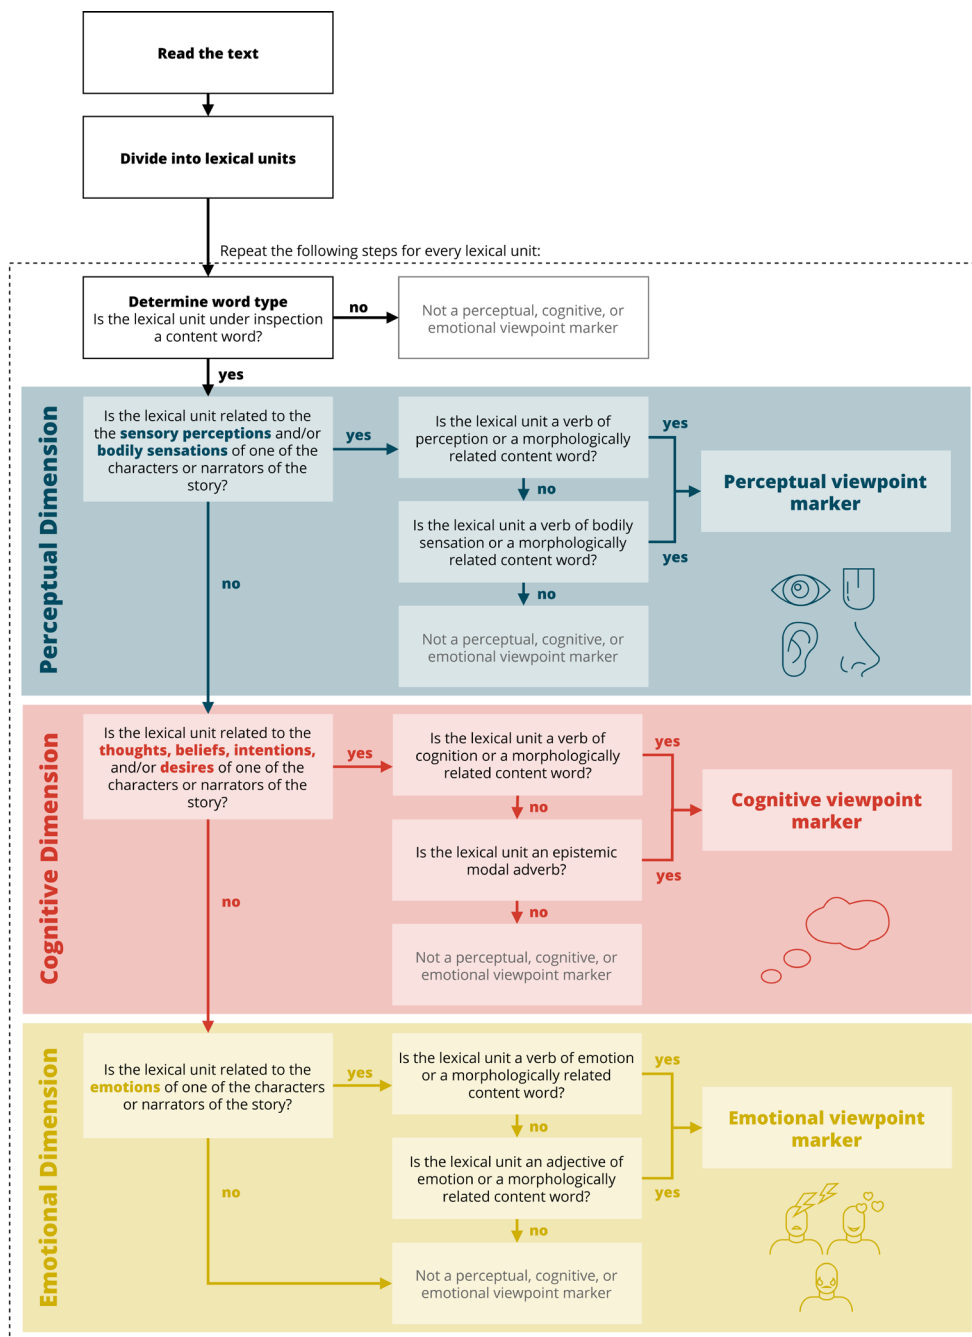 Read the text
Divide into lexical units
Repeat the following steps for every lexical unit:
Determine word type
Is the lexical unit under inspection
a content word?
no
Not a perceptual, cognitive, or
emotional viewpoint marker
yes
Perceptual Dimension
Is the lexical unit related to the
the sensory perceptions and/or
bodily sensations of one of the
characters or narrators of the
story?
yes
Is the lexical unit a verb of
perception or a morphologically
related content word?
yes
no
Perceptual viewpoint
marker
Is the lexical unit a verb of bodily
sensation or a morphologically
related content word?
yes
no
no
Not a perceptual, cognitive, or
emotional viewpoint marker
Cognitive Dimension
Is the lexical unit related to the
thoughts, beliefs, intentions,
and/or desires of one of the
characters or narrators of the
story?
yes
Is the lexical unit a verb of
cognition or a morphologically
related content word?
yes
no
Cognitive viewpoint
marker
Is the lexical unit an epistemic
modal adverb?
yes
no
no
Not a perceptual, cognitive, or
emotional viewpoint marker
Emotional Dimension
Is the lexical unit related to the
emotions of one of the characters
or narrators of the story?
yes
Is the lexical unit a verb of emotion
or a morphologically related
content word?
yes
no
Emotional viewpoint
marker
Is the lexical unit an adjective of
emotion or a morphologically
related content word?
yes
no
no
Not a perceptual, cognitive, or
emotional viewpoint marker